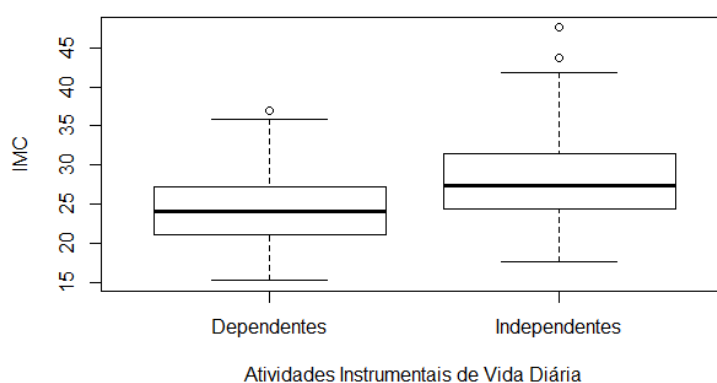 IMC
45
40
35
30
25
20
15
Dependentes
Independentes
Atividades Instrumentais de Vida Diária